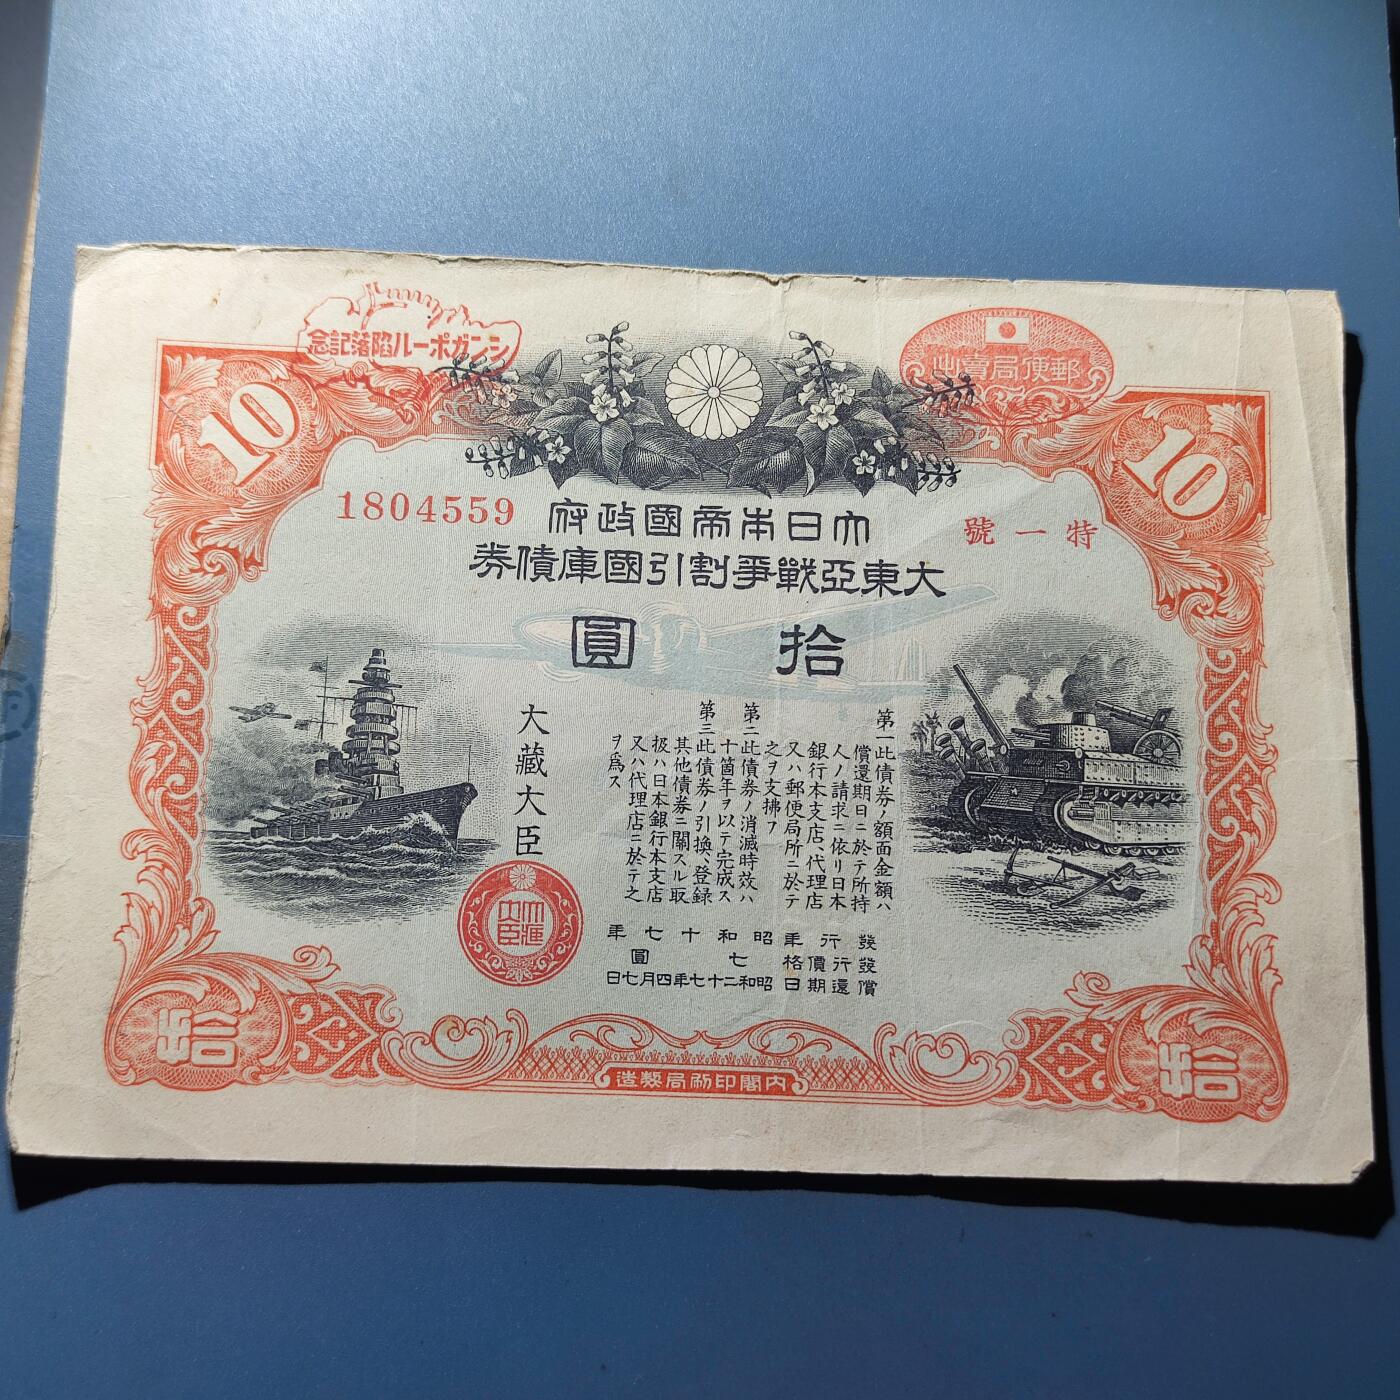 シンガポール陥落記念
郵便局賣出
10
10
1804559
特一號
大日本帝國政府
大東亞戰爭割引國庫債券
拾圓
第一此債券ノ額面金額ハ
償還期日ニ於テ所持
人ノ請求ニ依リ日本
銀行本支店、代理店
又ハ郵便局所ニ於テ
之ヲ支拂フ
第二此債券ノ消滅時效ハ
十箇年ヲ以テ完成ス
第三此債券ノ引換、登録
其他債券ニ關スル取
扱ハ日本銀行本支店
又ハ代理店ニ於テ之
ヲ爲ス
大藏大臣
大藏大臣
發行年 昭和十七年
發行價格 七圓
償還期日 昭和二十七年四月七日
拾
拾
內閣印刷局製造